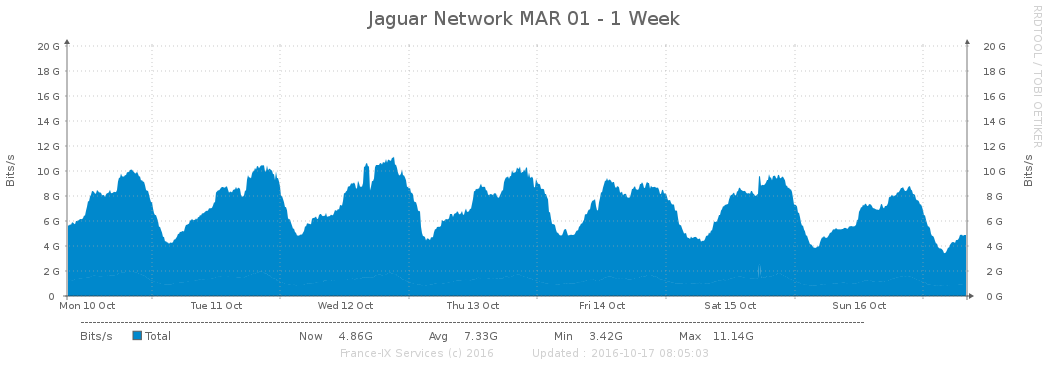 Jaguar Network MAR 01 - 1 Week
RRDTOOL / TOBI OETIKER
Bits/s
Bits/s
20 G 20 G
18 G 18 G
16 G 16 G
14 G 14 G
12 G 12 G
10 G 10 G
8 G 8 G
6 G 6 G
4 G 4 G
2 G 2 G
0 0 G
Mon 10 Oct Tue 11 Oct Wed 12 Oct Thu 13 Oct Fri 14 Oct Sat 15 Oct Sun 16 Oct
Bits/s Total Now 4.86G Avg 7.33G Min 3.42G Max 11.14G
France-IX Services (c) 2016 Updated : 2016-10-17 08:05:03